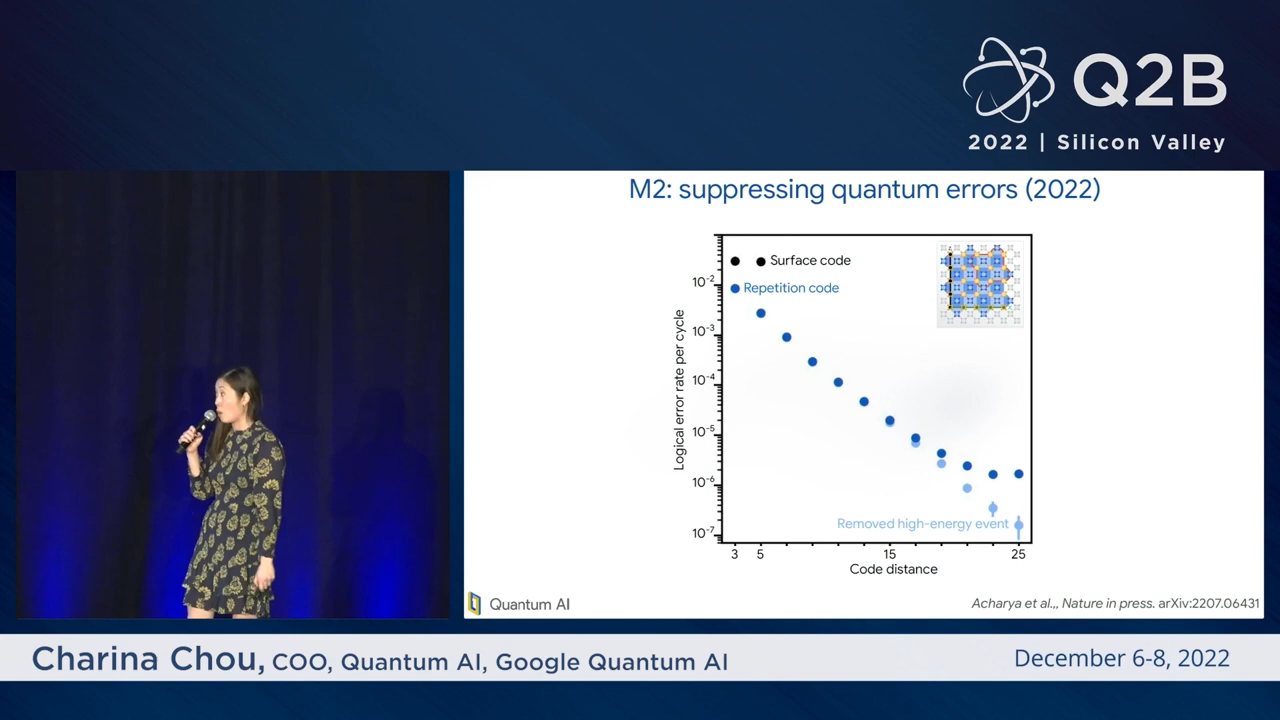 Q2B
2022 | Silicon Valley
M2: suppressing quantum errors (2022)
Surface code
Repetition code
Logical error rate per cycle
10-2
10-3
10-4
10-5
10-6
10-7
Removed high-energy event
3 5 15 25
Code distance
Quantum AI
Acharya et al.,, Nature in press. arXiv:2207.06431
Charina Chou, COO, Quantum AI, Google Quantum AI
December 6-8, 2022